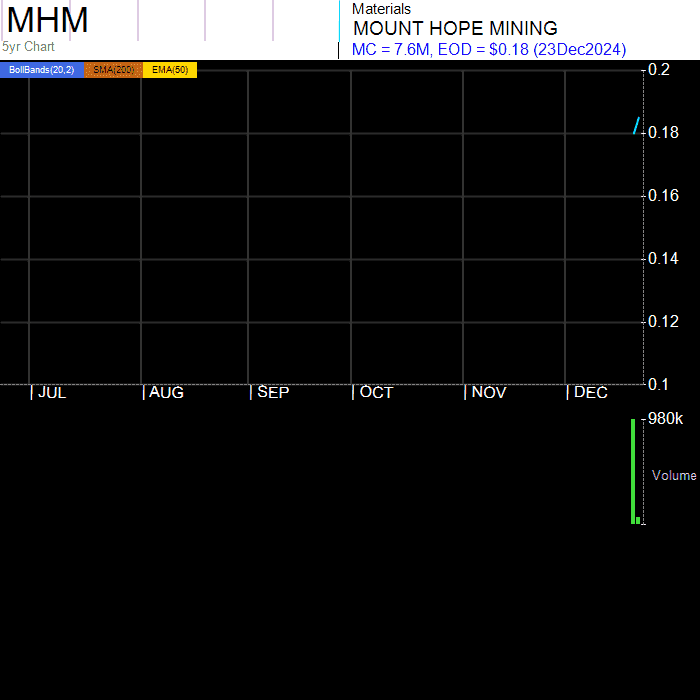 MHM
5yr Chart
Materials
MOUNT HOPE MINING
MC = 7.6M, EOD = $0.18 (23Dec2024)
BollBands(20,2) SMA(200) EMA(50)
0.2
0.18
0.16
0.14
0.12
0.1
JUL AUG SEP OCT NOV DEC
980k
Volume